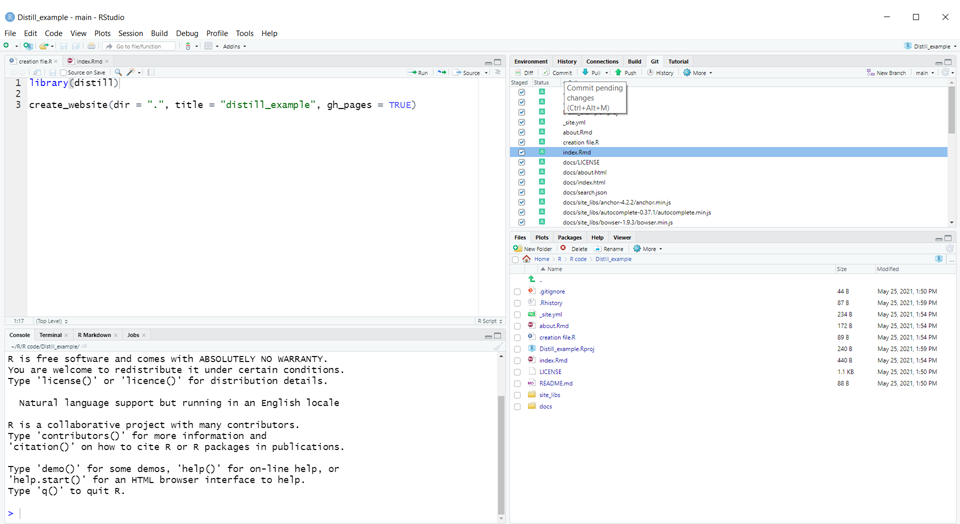 Distill_example - main - RStudio
File Edit Code View Plots Session Build Debug Profile Tools Help
Go to file/function Addins Distill_example
creation file.R index.Rmd
Source on Save Run Source
1 library(distill)
2
3 create_website(dir = ".", title = "distill_example", gh_pages = TRUE)
1:17 (Top Level) R Script
Console Terminal R Markdown Jobs
~/R/R code/Distill_example/
R is free software and comes with ABSOLUTELY NO WARRANTY.
You are welcome to redistribute it under certain conditions.
Type 'license()' or 'licence()' for distribution details.
Natural language support but running in an English locale
R is a collaborative project with many contributors.
Type 'contributors()' for more information and
'citation()' on how to cite R or R packages in publications.
Type 'demo()' for some demos, 'help()' for on-line help, or
'help.start()' for an HTML browser interface to help.
Type 'q()' to quit R.
>
Environment History Connections Build Git Tutorial
Diff Commit Pull Push History More New Branch main
Staged Status
Commit pending
changes
(Ctrl+Alt+M)
_site.yml
about.Rmd
creation file.R
index.Rmd
docs/LICENSE
docs/about.html
docs/index.html
docs/search.json
docs/site_libs/anchor-4.2.2/anchor.min.js
docs/site_libs/autocomplete-0.37.1/autocomplete.min.js
docs/site_libs/bowser-1.9.3/bowser.min.js
Files Plots Packages Help Viewer
New Folder Delete Rename More
Home R R code Distill_example
Name Size Modified
..
.gitignore 44 B May 25, 2021, 1:50 PM
.Rhistory 87 B May 25, 2021, 1:59 PM
_site.yml 234 B May 25, 2021, 1:54 PM
about.Rmd 172 B May 25, 2021, 1:54 PM
creation file.R 89 B May 25, 2021, 1:54 PM
Distill_example.Rproj 240 B May 25, 2021, 1:59 PM
index.Rmd 440 B May 25, 2021, 1:54 PM
LICENSE 1.1 KB May 25, 2021, 1:50 PM
README.md 88 B May 25, 2021, 1:50 PM
site_libs
docs